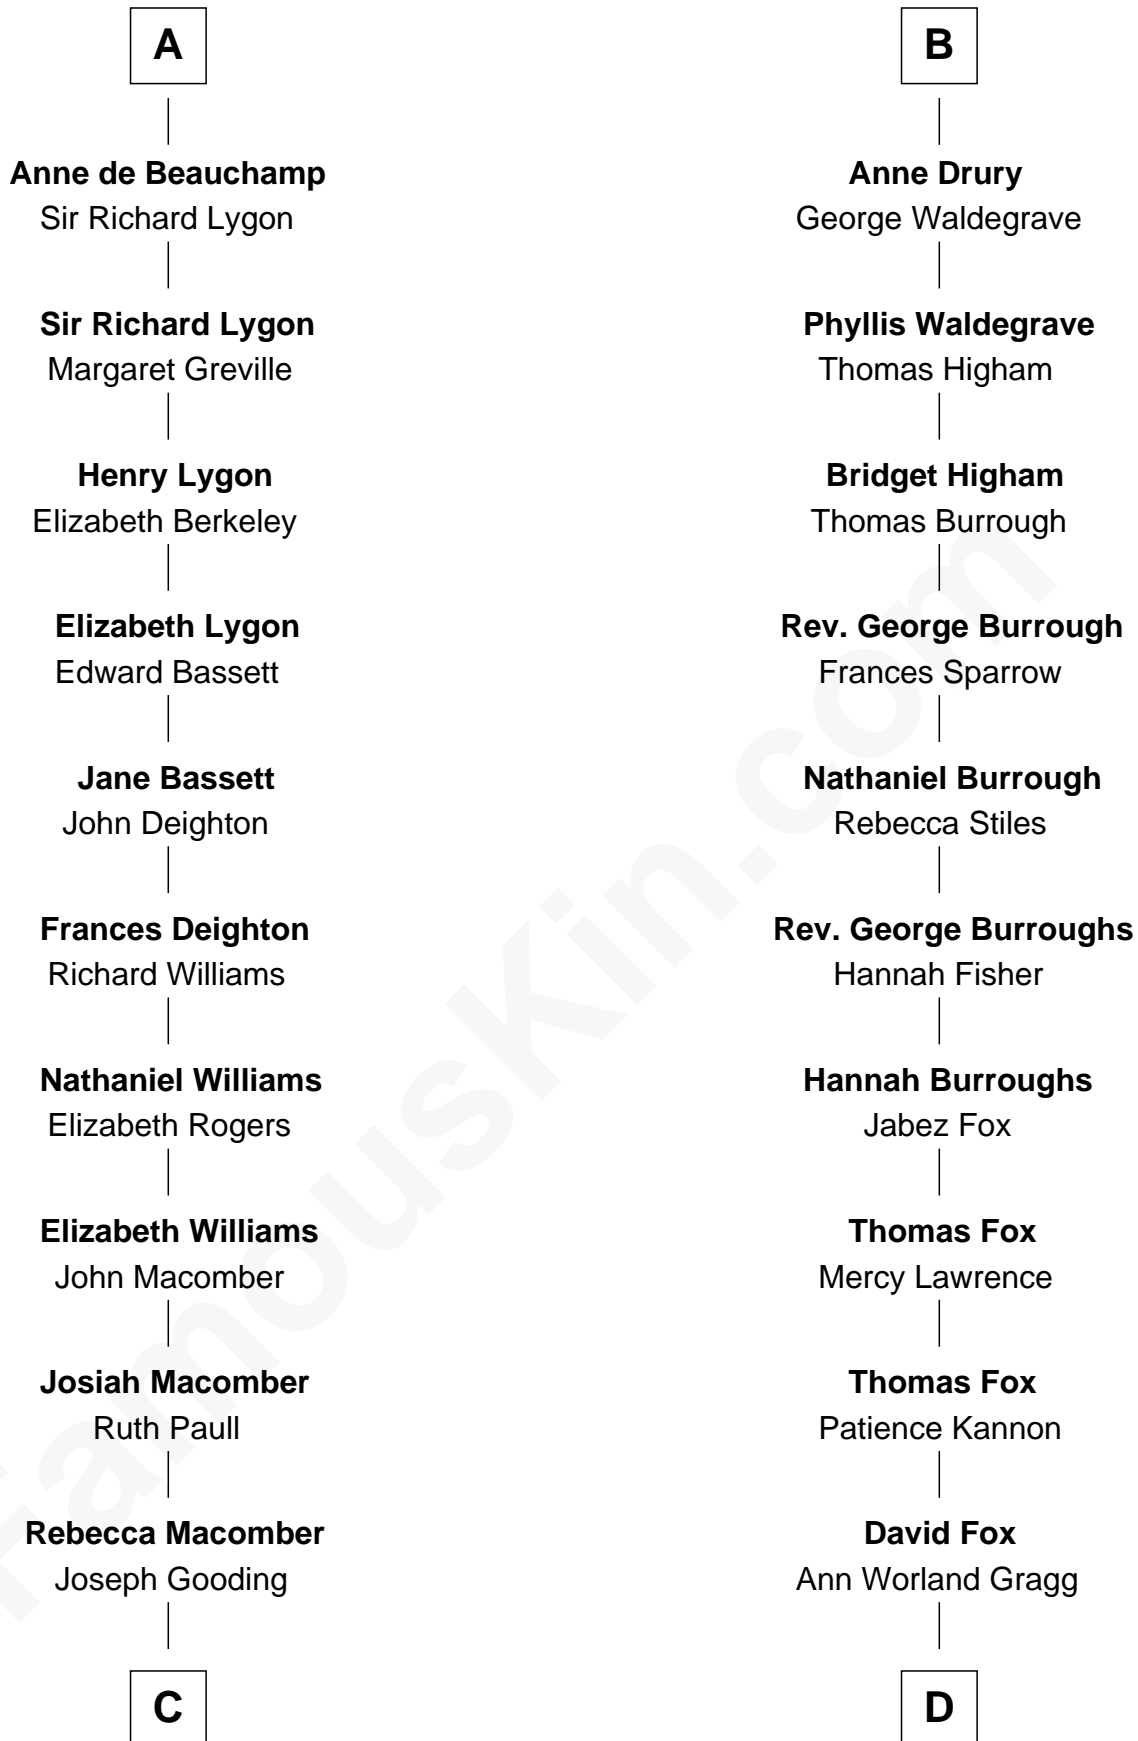 A
Anne de Beauchamp
Sir Richard Lygon
Sir Richard Lygon
Margaret Greville
Henry Lygon
Elizabeth Berkeley
Elizabeth Lygon
Edward Bassett
Jane Bassett
John Deighton
Frances Deighton
Richard Williams
Nathaniel Williams
Elizabeth Rogers
Elizabeth Williams
John Macomber
Josiah Macomber
Ruth Paull
Rebecca Macomber
Joseph Gooding
C
B
Anne Drury
George Waldegrave
Phyllis Waldegrave
Thomas Higham
Bridget Higham
Thomas Burrough
Rev. George Burrough
Frances Sparrow
Nathaniel Burrough
Rebecca Stiles
Rev. George Burroughs
Hannah Fisher
Hannah Burroughs
Jabez Fox
Thomas Fox
Mercy Lawrence
Thomas Fox
Patience Kannon
David Fox
Ann Worland Gragg
D
FamousKin.com